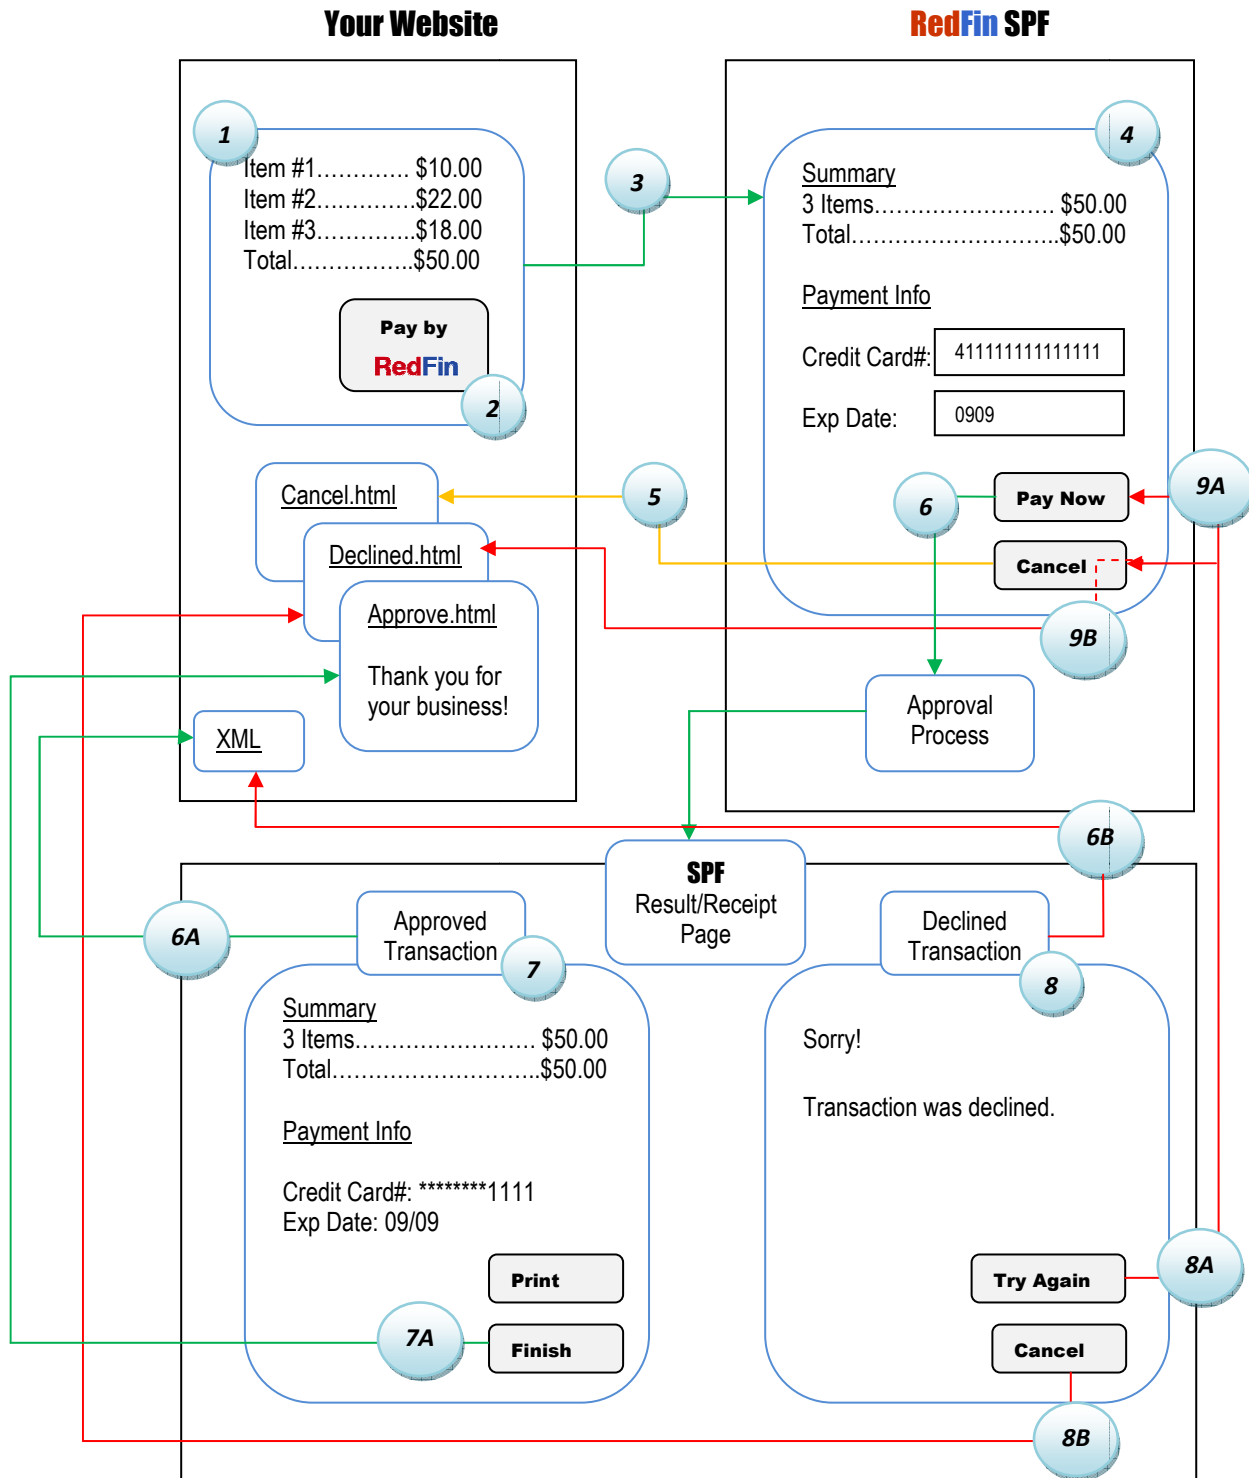 Your Website
RedFin SPF
1
Item #1............. $10.00
Item #2..............$22.00
Item #3..............$18.00
Total.................$50.00
Pay by
RedFin
2
3
4
Summary
3 Items......................... $50.00
Total.............................$50.00
Payment Info
Credit Card#: 411111111111111
Exp Date: 0909
Pay Now
Cancel
5
6
9A
9B
Cancel.html
Declined.html
Approve.html
Thank you for
your business!
XML
Approval
Process
6B
SPF
Result/Receipt
Page
6A
Approved
Transaction
7
Summary
3 Items......................... $50.00
Total.............................$50.00
Payment Info
Credit Card#: ********1111
Exp Date: 09/09
Print
7A
Finish
Declined
Transaction
8
Sorry!
Transaction was declined.
Try Again
8A
Cancel
8B